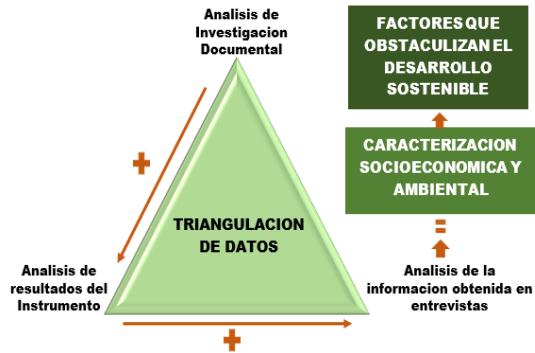 Analisis de
Investigacion
Documental
FACTORES QUE
OBSTACULIZAN EL
DESARROLLO
SOSTENIBLE
+
CARACTERIZACION
SOCIOECONOMICA Y
AMBIENTAL
TRIANGULACION
DE DATOS
=
Analisis de
resultados del
Instrumento
Analisis de la
informacion obtenida en
entrevistas
+